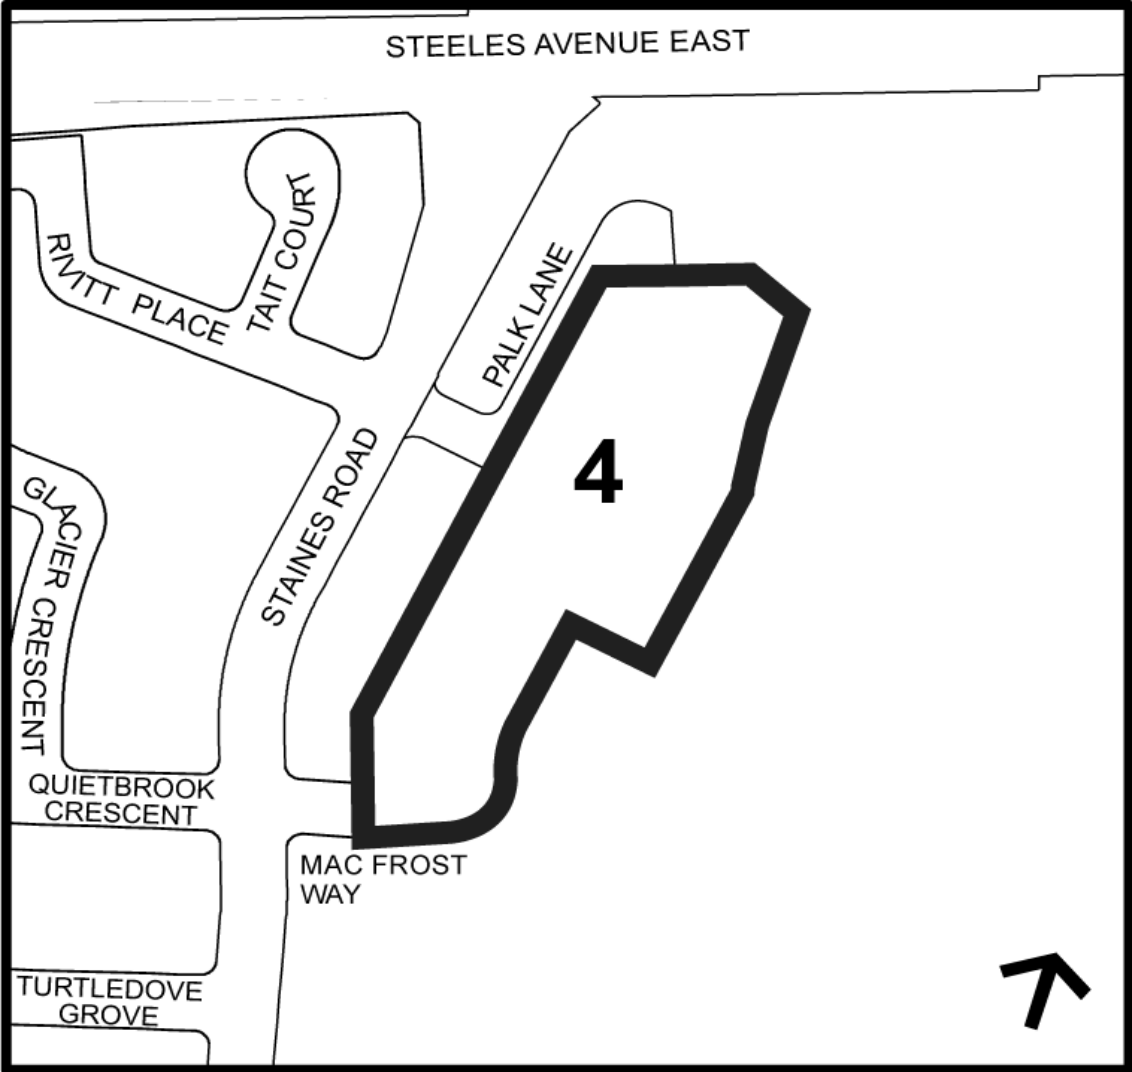 STEELES AVENUE EAST
TAIT COURT
RIVITT PLACE
PALK LANE
STAINES ROAD
4
GLACIER CRESCENT
QUIETBROOK
CRESCENT
MAC FROST
WAY
TURTLEDOVE
GROVE